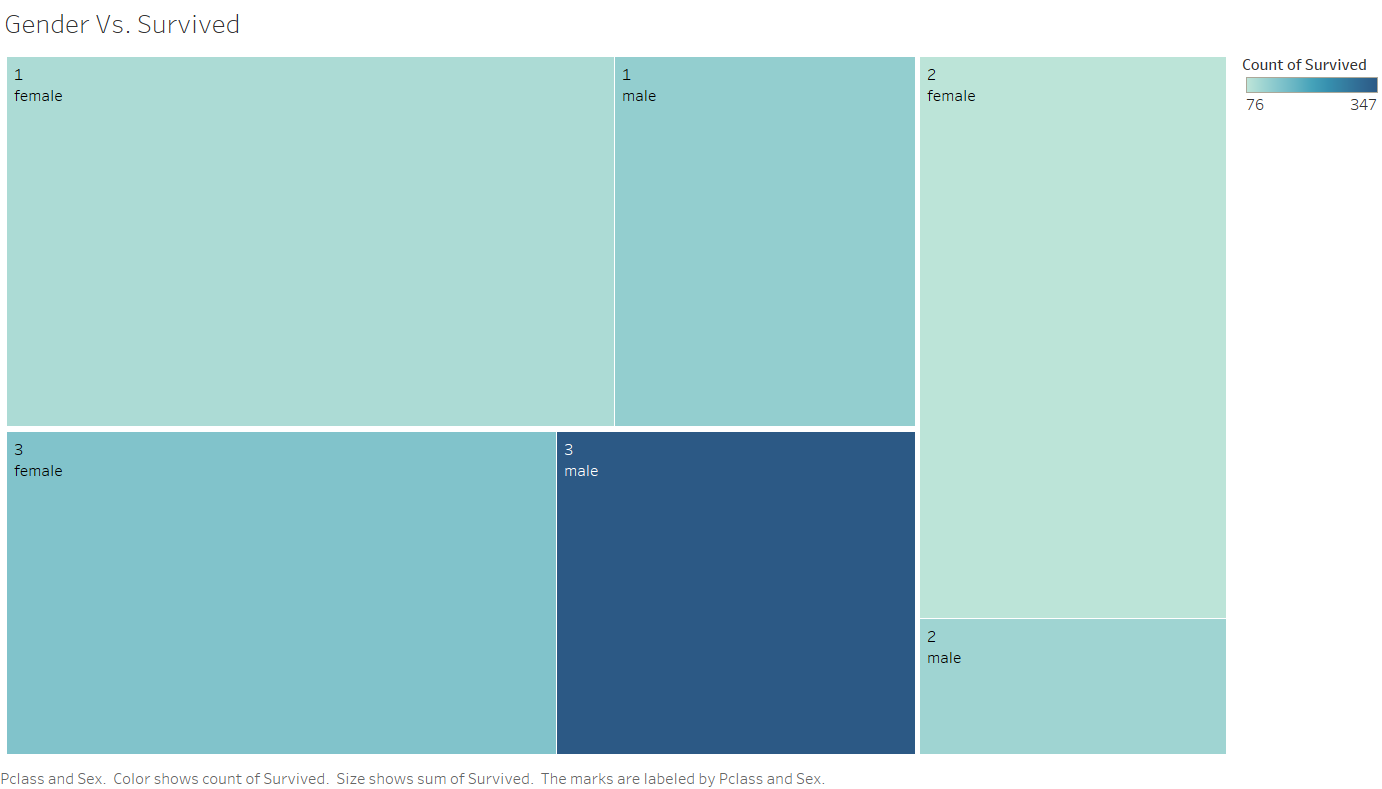 Gender Vs. Survived
1
female
1
male
2
female
Count of Survived
76 347
3
female
3
male
2
male
Pclass and Sex.  Color shows count of Survived.  Size shows sum of Survived.  The marks are labeled by Pclass and Sex.